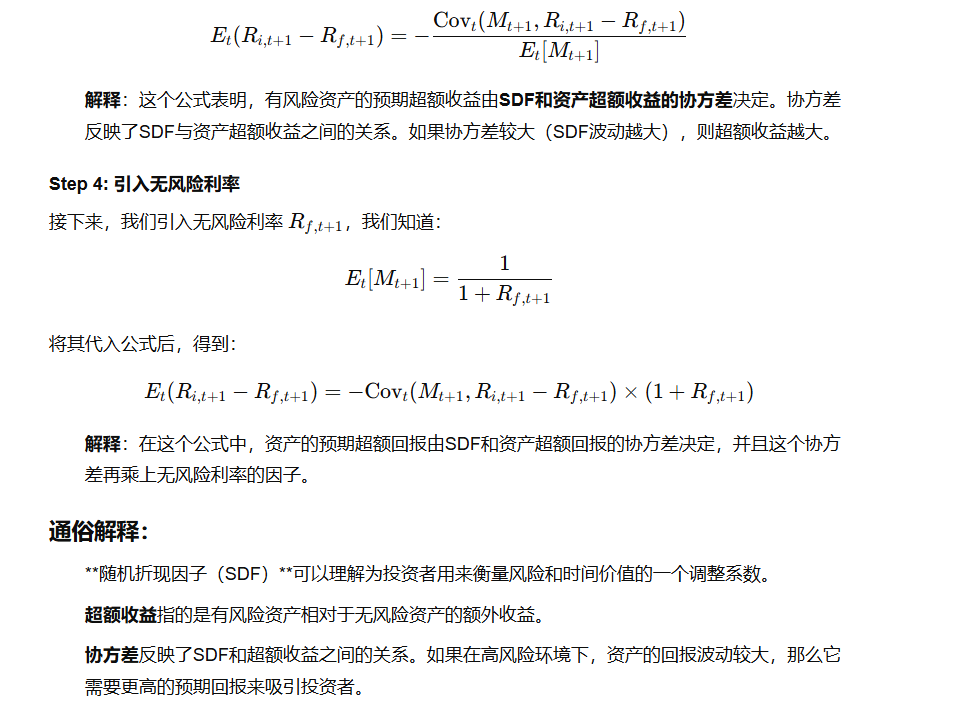 E_t(R_{i,t+1} − R_{f,t+1}) = − Cov_t(M_{t+1}, R_{i,t+1} − R_{f,t+1}) / E_t[M_{t+1}]
解释：这个公式表明，有风险资产的预期超额收益由SDF和资产超额收益的协方差决定。协方差
反映了SDF与资产超额收益之间的关系。如果协方差较大（SDF波动越大），则超额收益越大。
Step 4: 引入无风险利率
接下来，我们引入无风险利率 R_{f,t+1}，我们知道：
E_t[M_{t+1}] = 1 / (1 + R_{f,t+1})
将其代入公式后，得到：
E_t(R_{i,t+1} − R_{f,t+1}) = −Cov_t(M_{t+1}, R_{i,t+1} − R_{f,t+1}) × (1 + R_{f,t+1})
解释：在这个公式中，资产的预期超额回报由SDF和资产超额回报的协方差决定，并且这个协方
差再乘上无风险利率的因子。
通俗解释：
**随机折现因子（SDF）**可以理解为投资者用来衡量风险和时间价值的一个调整系数。
超额收益指的是有风险资产相对于无风险资产的额外收益。
协方差反映了SDF和超额收益之间的关系。如果在高风险环境下，资产的回报波动较大，那么它
需要更高的预期回报来吸引投资者。